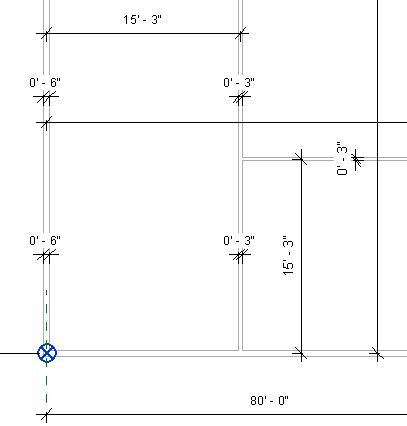 15' - 3"
0' - 6"
0' - 3"
0' - 3"
0' - 6"
0' - 3"
15' - 3"
80' - 0"